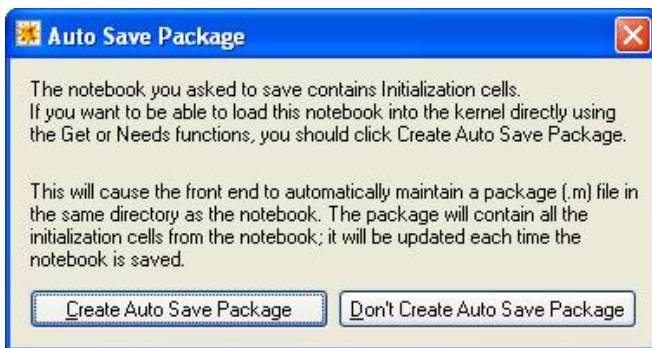 Auto Save Package
The notebook you asked to save contains Initialization cells.
If you want to be able to load this notebook into the kernel directly using
the Get or Needs functions, you should click Create Auto Save Package.
This will cause the front end to automatically maintain a package (.m) file in
the same directory as the notebook. The package will contain all the
initialization cells from the notebook; it will be updated each time the
notebook is saved.
Create Auto Save Package
Don't Create Auto Save Package